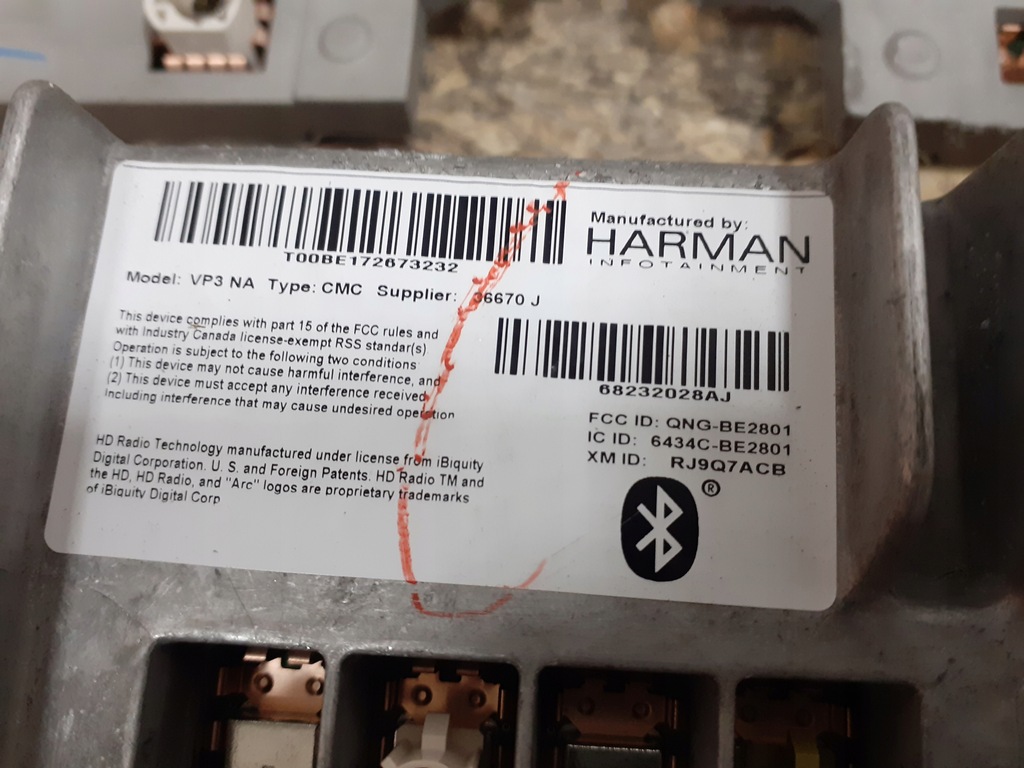 T00BE172673232
Model: VP3 NA Type: CMC Supplier: 06670 J
This device complies with part 15 of the FCC rules and
with Industry Canada license-exempt RSS standar(s)
Operation is subject to the following two conditions
(1) This device may not cause harmful interference, and
(2) This device must accept any interference received
including interference that may cause undesired operation
HD Radio Technology manufactured under license from iBiquity
Digital Corporation. U. S. and Foreign Patents. HD Radio TM and
the HD, HD Radio, and "Arc" logos are proprietary trademarks
of iBiquity Digital Corp
Manufactured by:
HARMAN
INFOTAINMENT
68232028AJ
FCC ID: QNG-BE2801
IC ID: 6434C-BE2801
XM ID: RJ9Q7ACB
®